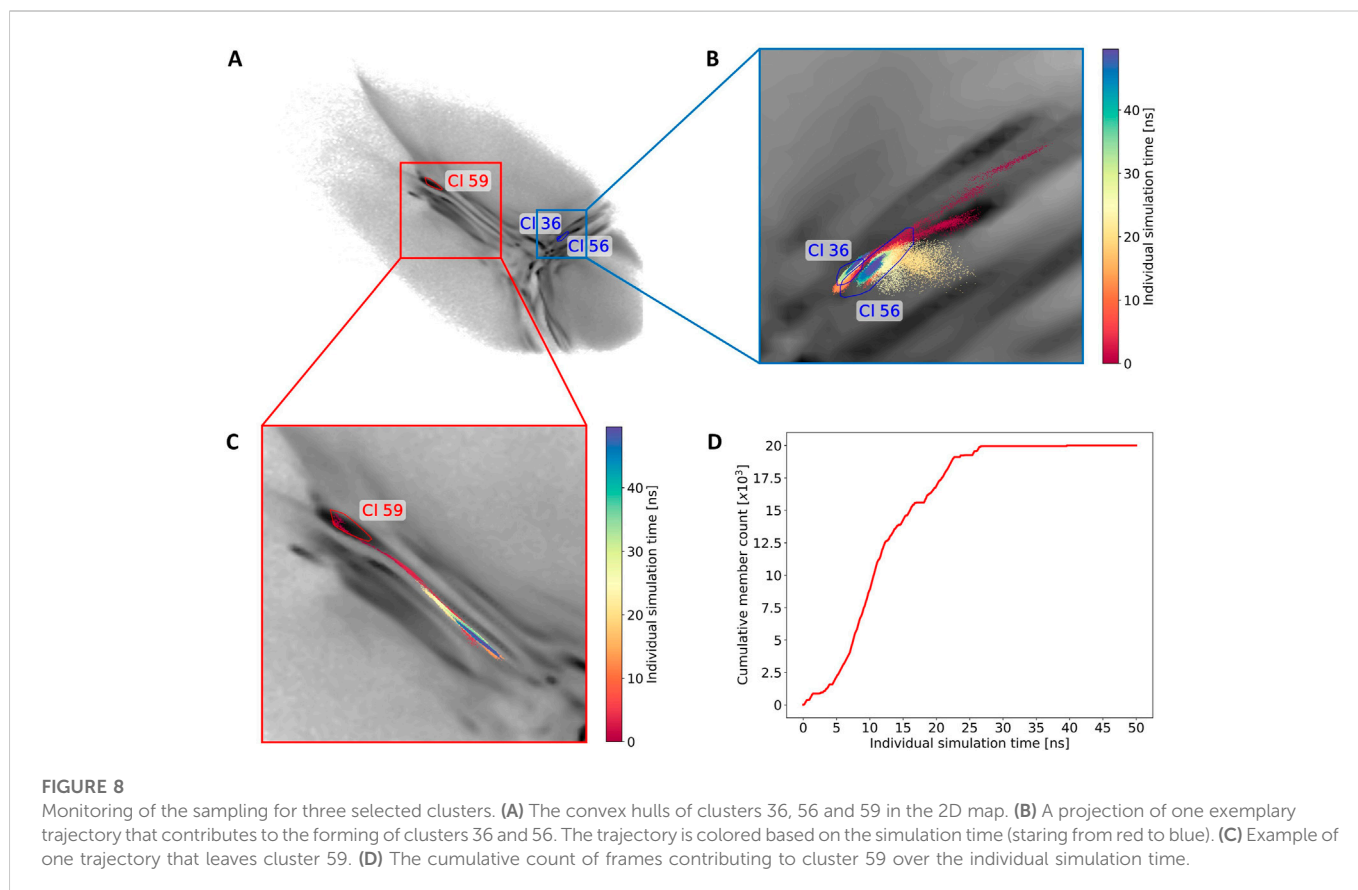 A
Cl 59
Cl 36
Cl 56
B
Cl 36
Cl 56
40
30
20
10
0
Individual simulation time [ns]
C
Cl 59
40
30
20
10
0
Individual simulation time [ns]
D
20
17.5
15
12.5
10
7.5
5
2.5
0
Cumulative member count [x10³]
0 5 10 15 20 25 30 35 40 45 50
Individual simulation time [ns]
FIGURE 8
Monitoring of the sampling for three selected clusters. (A) The convex hulls of clusters 36, 56 and 59 in the 2D map. (B) A projection of one exemplary
trajectory that contributes to the forming of clusters 36 and 56. The trajectory is colored based on the simulation time (staring from red to blue). (C) Example of
one trajectory that leaves cluster 59. (D) The cumulative count of frames contributing to cluster 59 over the individual simulation time.